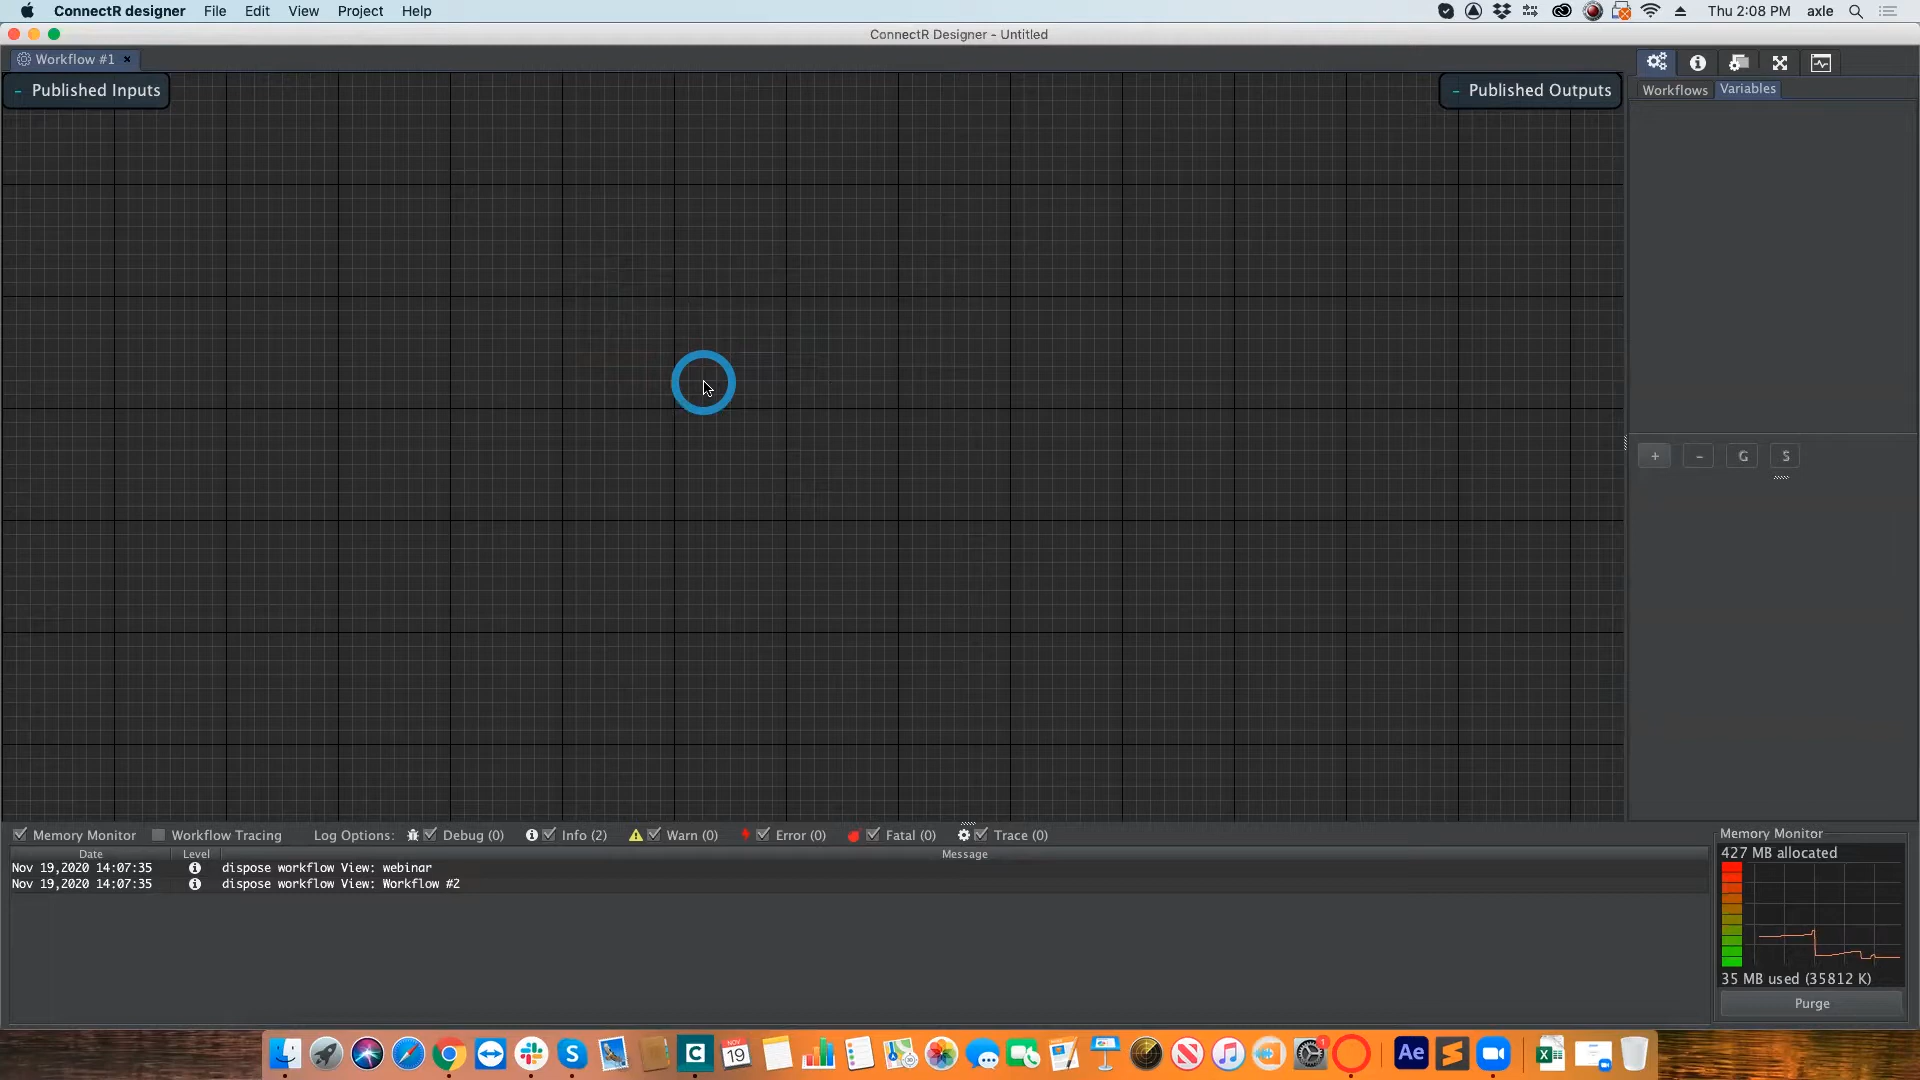 ConnectR designer File Edit View Project Help Thu 2:08 PM axle
ConnectR Designer - Untitled
Workflow #1 ×
Published Inputs
Published Outputs
Workflows Variables
+ - G S
Memory Monitor Workflow Tracing Log Options: Debug (0) Info (2) Warn (0) Error (0) Fatal (0) Trace (0)
Date Level Message
Nov 19,2020 14:07:35 dispose workflow View: webinar
Nov 19,2020 14:07:35 dispose workflow View: Workflow #2
Memory Monitor
427 MB allocated
35 MB used (35812 K)
Purge
NOV
19
Ae